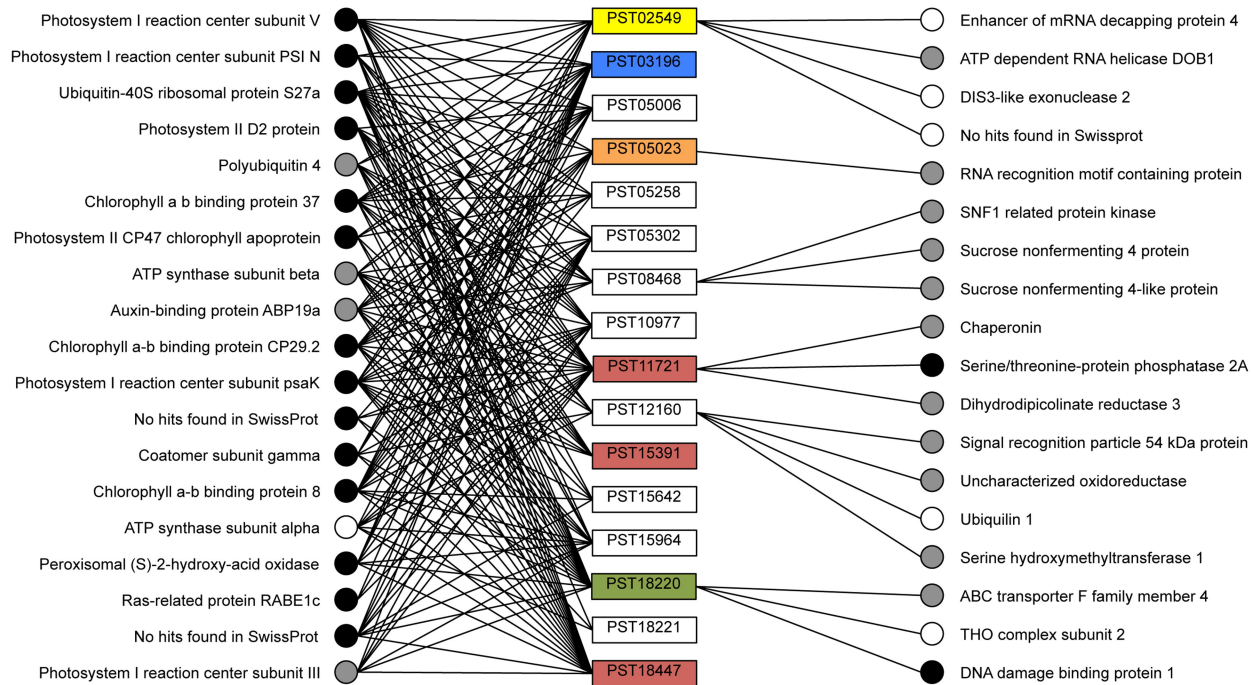 Photosystem I reaction center subunit V
Photosystem I reaction center subunit PSI N
Ubiquitin-40S ribosomal protein S27a
Photosystem II D2 protein
Polyubiquitin 4
Chlorophyll a b binding protein 37
Photosystem II CP47 chlorophyll apoprotein
ATP synthase subunit beta
Auxin-binding protein ABP19a
Chlorophyll a-b binding protein CP29.2
Photosystem I reaction center subunit psaK
No hits found in SwissProt
Coatomer subunit gamma
Chlorophyll a-b binding protein 8
ATP synthase subunit alpha
Peroxisomal (S)-2-hydroxy-acid oxidase
Ras-related protein RABE1c
No hits found in SwissProt
Photosystem I reaction center subunit III
PST02549
PST03196
PST05006
PST05023
PST05258
PST05302
PST08468
PST10977
PST11721
PST12160
PST15391
PST15642
PST15964
PST18220
PST18221
PST18447
Enhancer of mRNA decapping protein 4
ATP dependent RNA helicase DOB1
DIS3-like exonuclease 2
No hits found in Swissprot
RNA recognition motif containing protein
SNF1 related protein kinase
Sucrose nonfermenting 4 protein
Sucrose nonfermenting 4-like protein
Chaperonin
Serine/threonine-protein phosphatase 2A
Dihydrodipicolinate reductase 3
Signal recognition particle 54 kDa protein
Uncharacterized oxidoreductase
Ubiquilin 1
Serine hydroxymethyltransferase 1
ABC transporter F family member 4
THO complex subunit 2
DNA damage binding protein 1